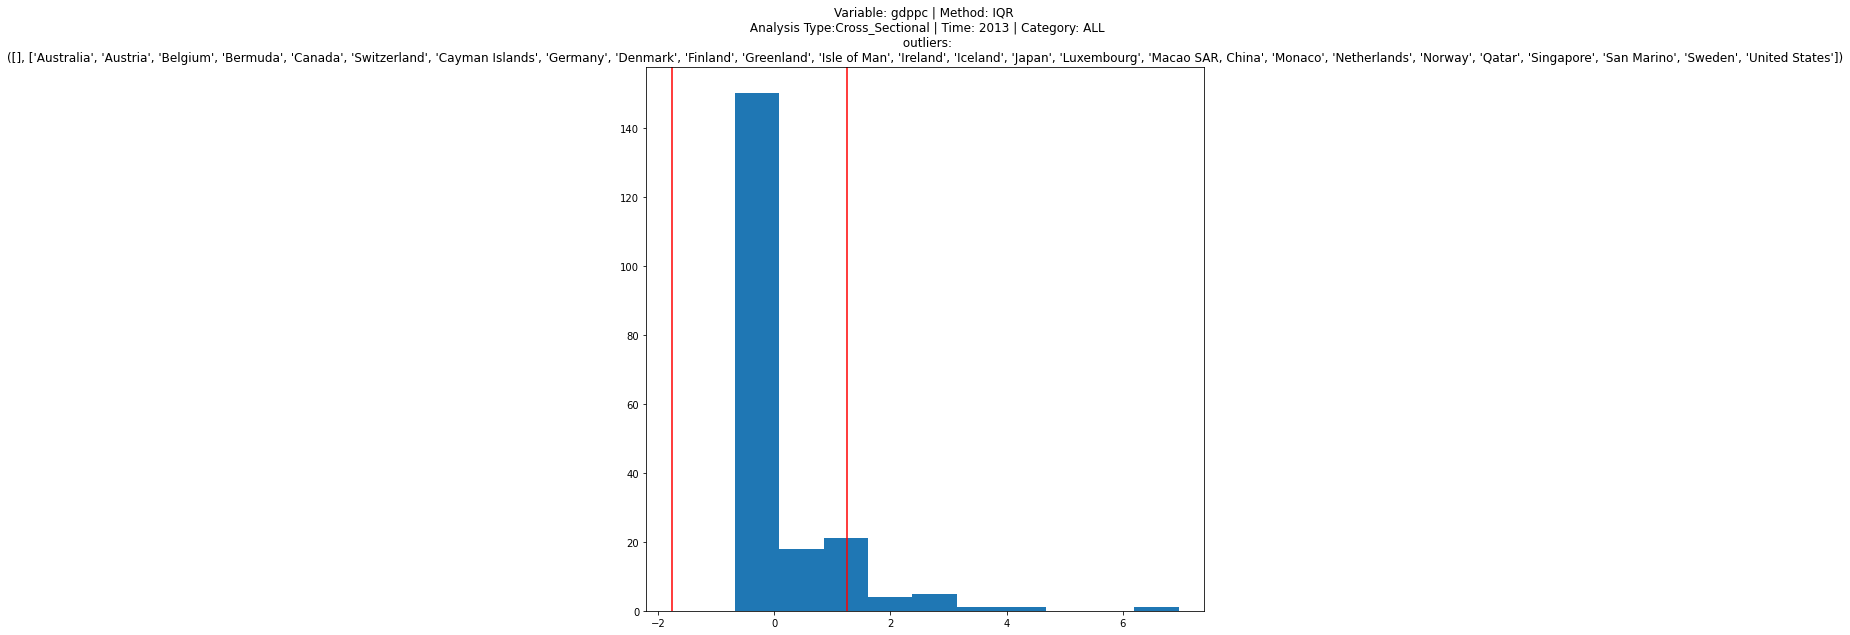 Variable: gdppc | Method: IQR
Analysis Type:Cross_Sectional | Time: 2013 | Category: ALL
outliers:
([], ['Australia', 'Austria', 'Belgium', 'Bermuda', 'Canada', 'Switzerland', 'Cayman Islands', 'Germany', 'Denmark', 'Finland', 'Greenland', 'Isle of Man', 'Ireland', 'Iceland', 'Japan', 'Luxembourg', 'Macao SAR, China', 'Monaco', 'Netherlands', 'Norway', 'Qatar', 'Singapore', 'San Marino', 'Sweden', 'United States'])
140
120
100
80
60
40
20
0
−2 0 2 4 6